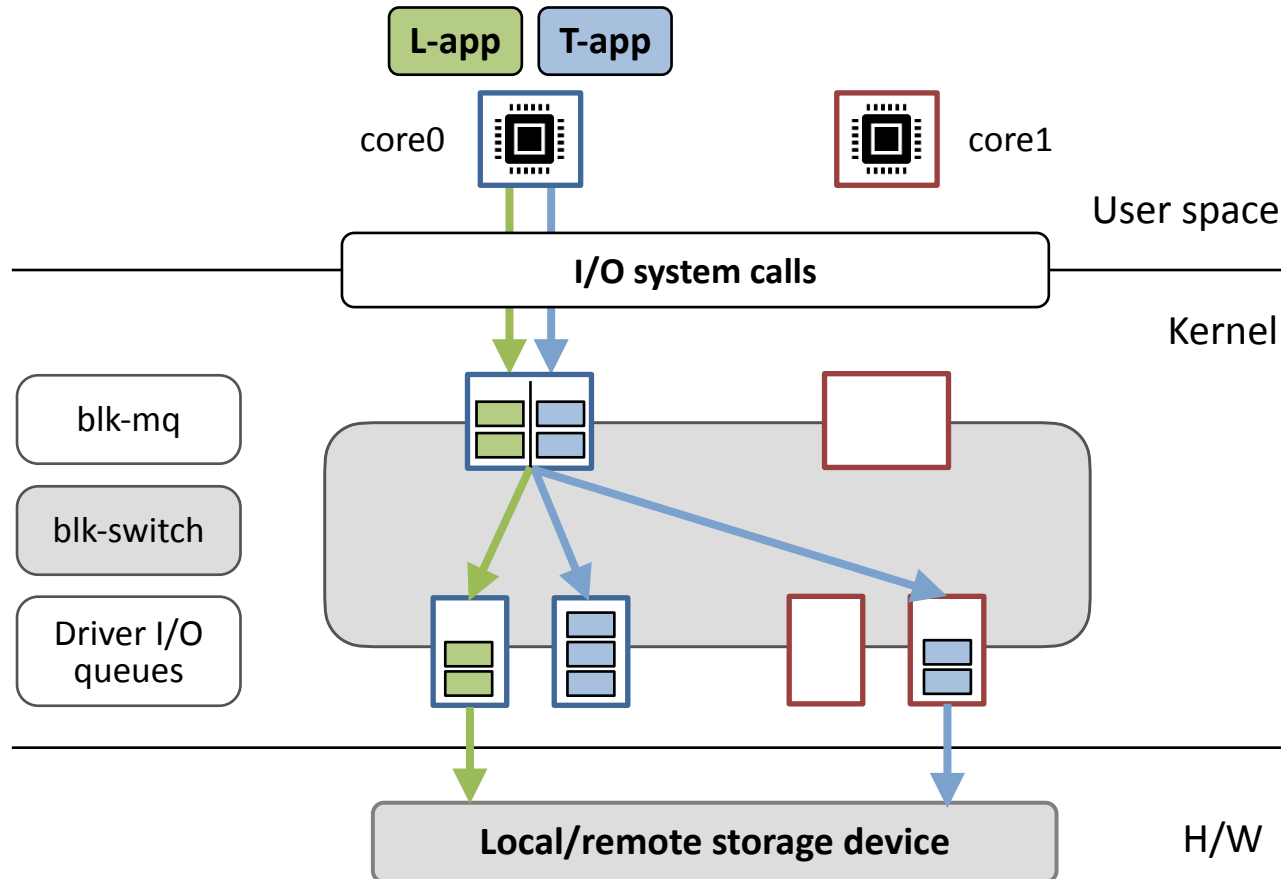 L-app
T-app
core0
core1
User space
I/O system calls
Kernel
blk-mq
blk-switch
Driver I/O
queues
Local/remote storage device
H/W